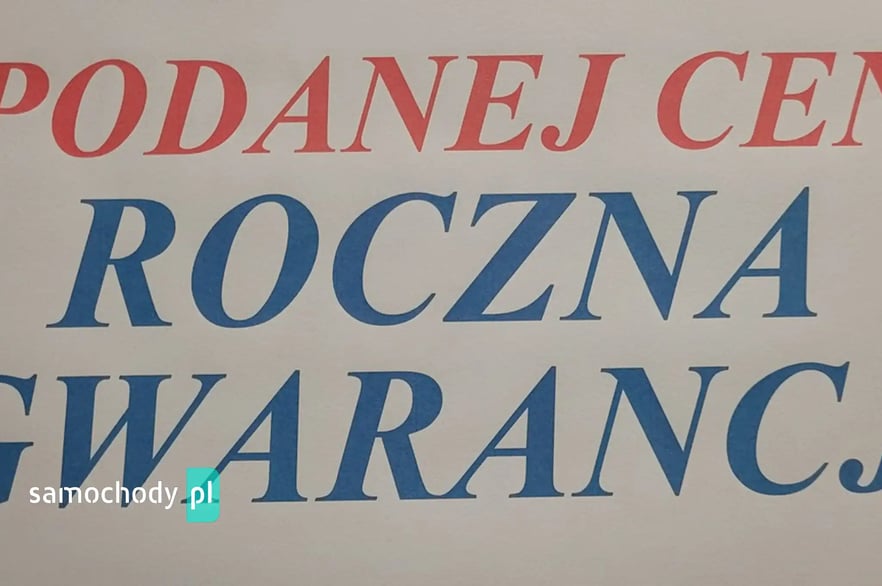 PODANEJ CEN
ROCZNA
GWARANCJ
samochody.pl